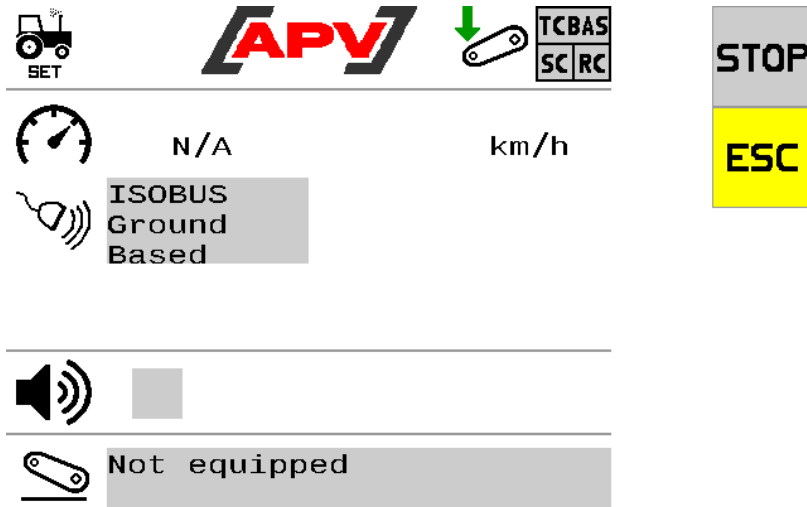 SET
APV
TCBAS
SC RC
STOP
N/A km/h
ESC
ISOBUS
Ground
Based
Not equipped